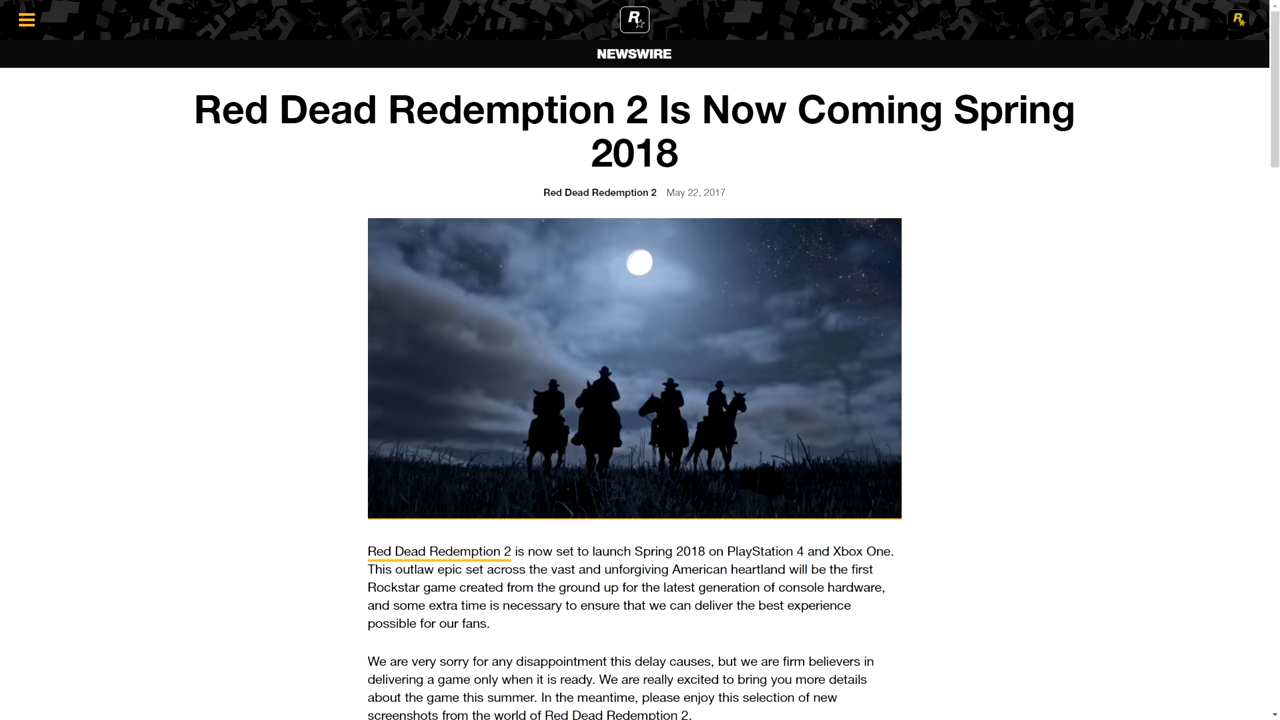 R
R
NEWSWIRE
Red Dead Redemption 2 Is Now Coming Spring
2018
Red Dead Redemption 2 May 22, 2017
Red Dead Redemption 2 is now set to launch Spring 2018 on PlayStation 4 and Xbox One.
This outlaw epic set across the vast and unforgiving American heartland will be the first
Rockstar game created from the ground up for the latest generation of console hardware,
and some extra time is necessary to ensure that we can deliver the best experience
possible for our fans.
We are very sorry for any disappointment this delay causes, but we are firm believers in
delivering a game only when it is ready. We are really excited to bring you more details
about the game this summer. In the meantime, please enjoy this selection of new
screenshots from the world of Red Dead Redemption 2.